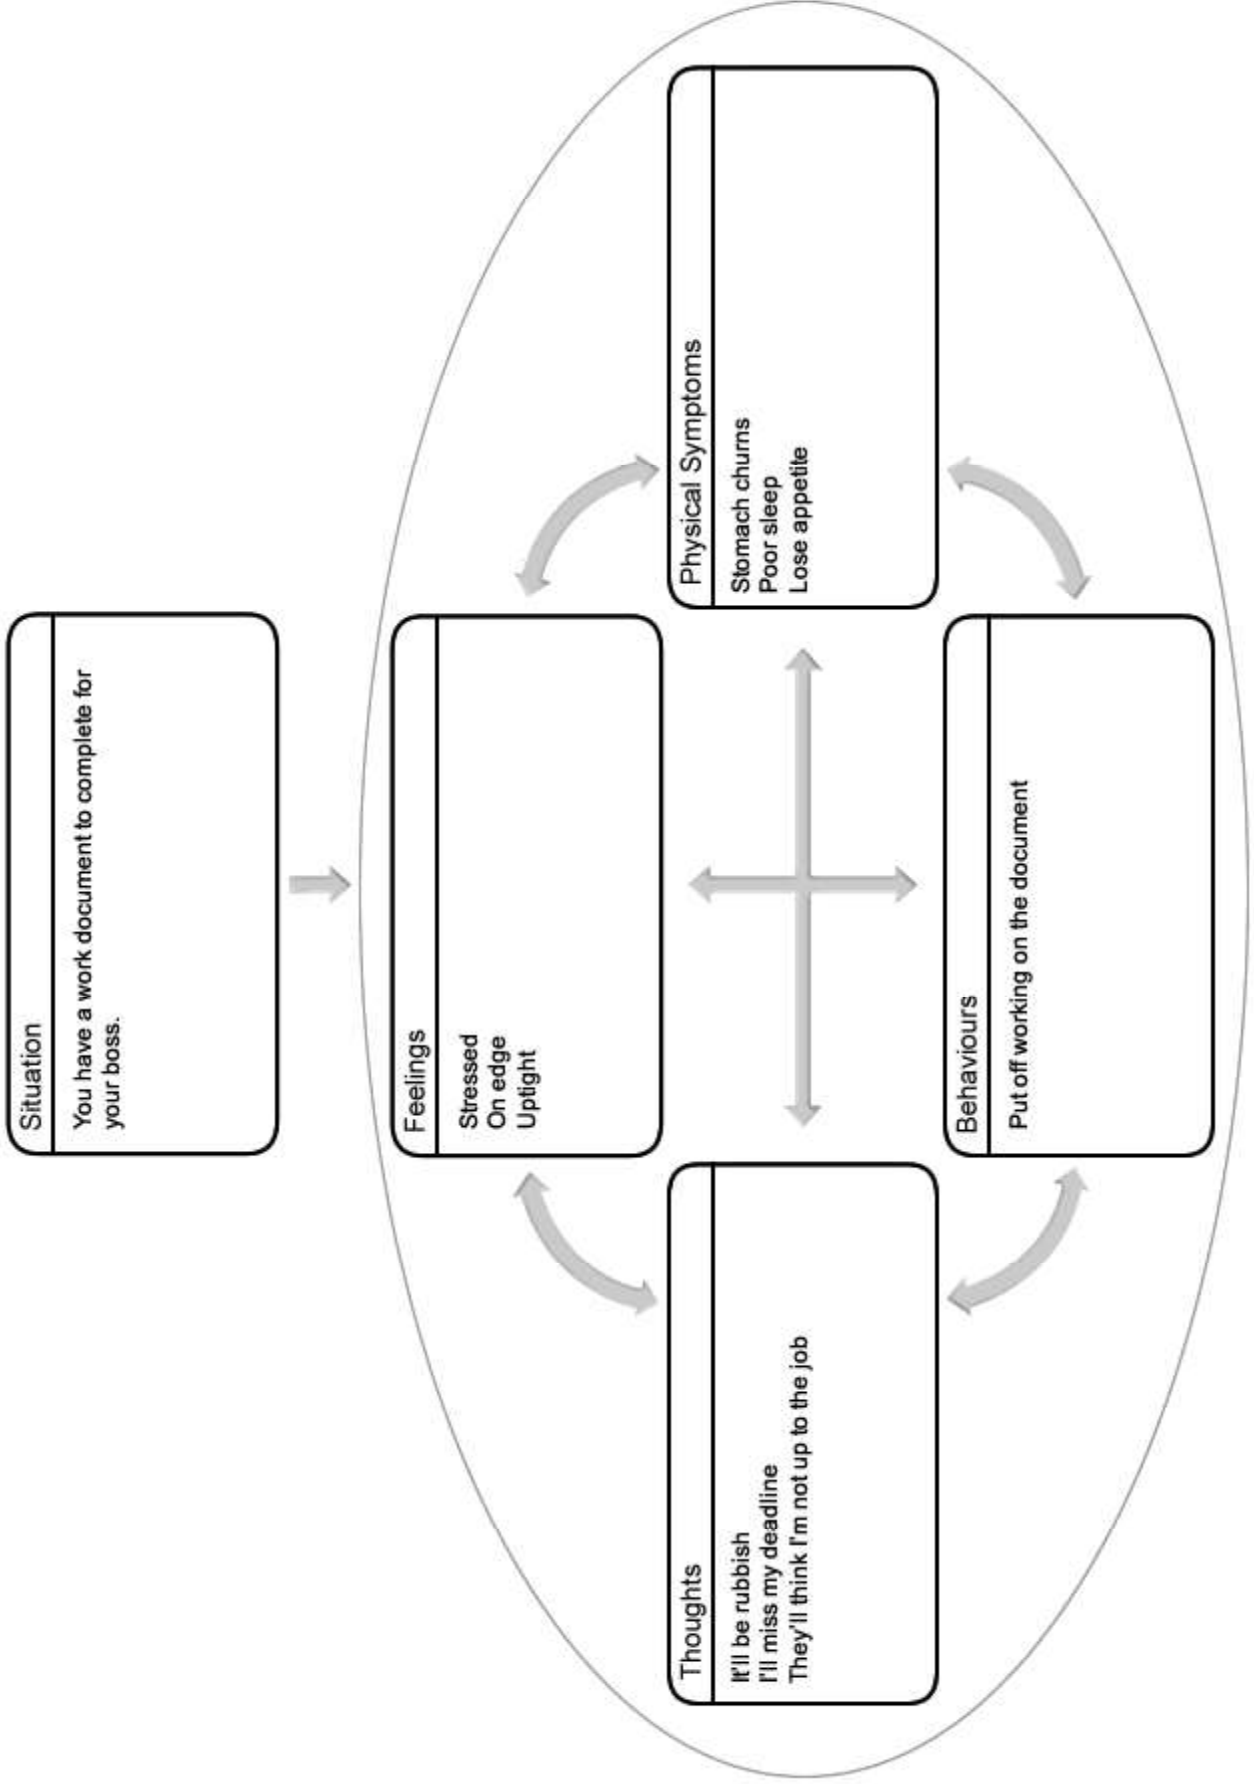 Situation
You have a work document to complete for
your boss.
Feelings
Stressed
On edge
Uptight
Thoughts
It'll be rubbish
I'll miss my deadline
They'll think I'm not up to the job
Physical Symptoms
Stomach churns
Poor sleep
Lose appetite
Behaviours
Put off working on the document